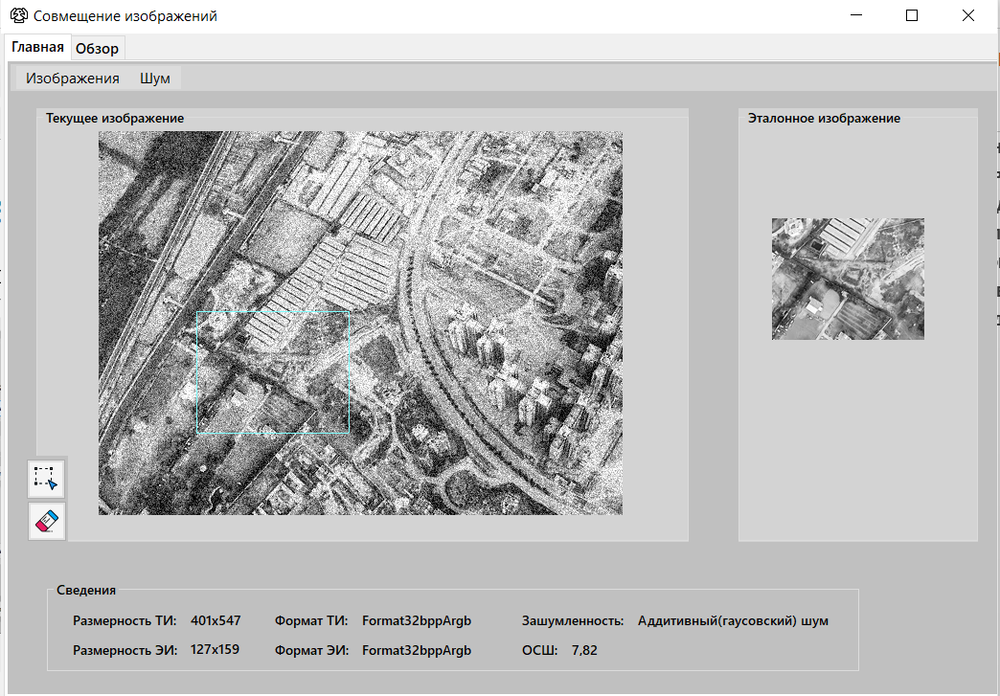 Совмещение изображений
Главная Обзор
Изображения Шум
Текущее изображение
Эталонное изображение
Сведения
Размерность ТИ: 401x547 Формат ТИ: Format32bppArgb Зашумленность: Аддитивный(гаусовский) шум
Размерность ЭИ: 127x159 Формат ЭИ: Format32bppArgb ОСШ: 7,82